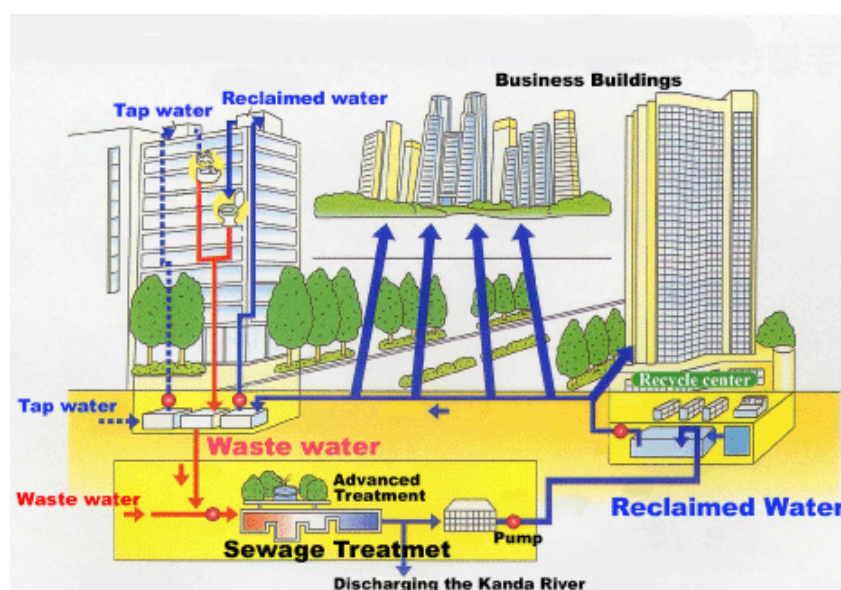 Business Buildings
Reclaimed water
Tap water
Recycle center
Tap water
Waste water
Advanced
Treatment
Waste water
Reclaimed Water
Pump
Sewage Treatmet
Discharging the Kanda River